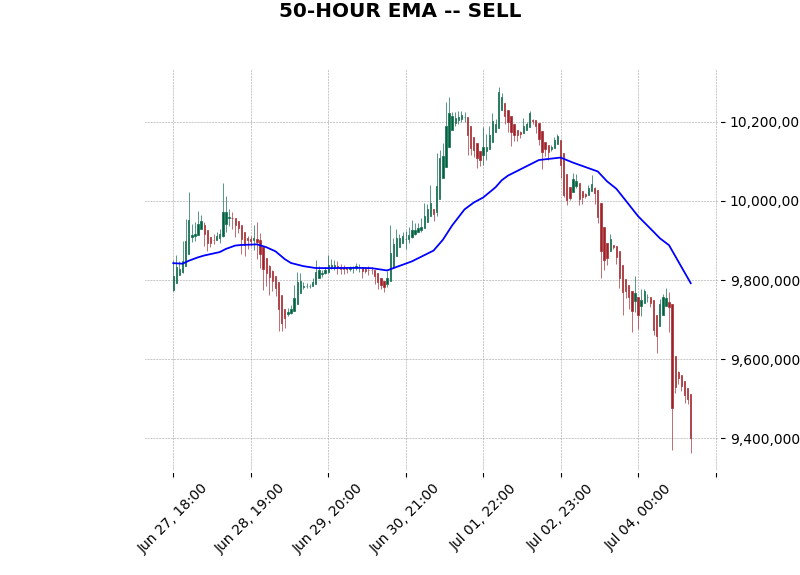 50-HOUR EMA -- SELL
10,200,00
10,000,00
9,800,000
9,600,000
9,400,000
Jun 27, 18:00
Jun 28, 19:00
Jun 29, 20:00
Jun 30, 21:00
Jul 01, 22:00
Jul 02, 23:00
Jul 04, 00:00